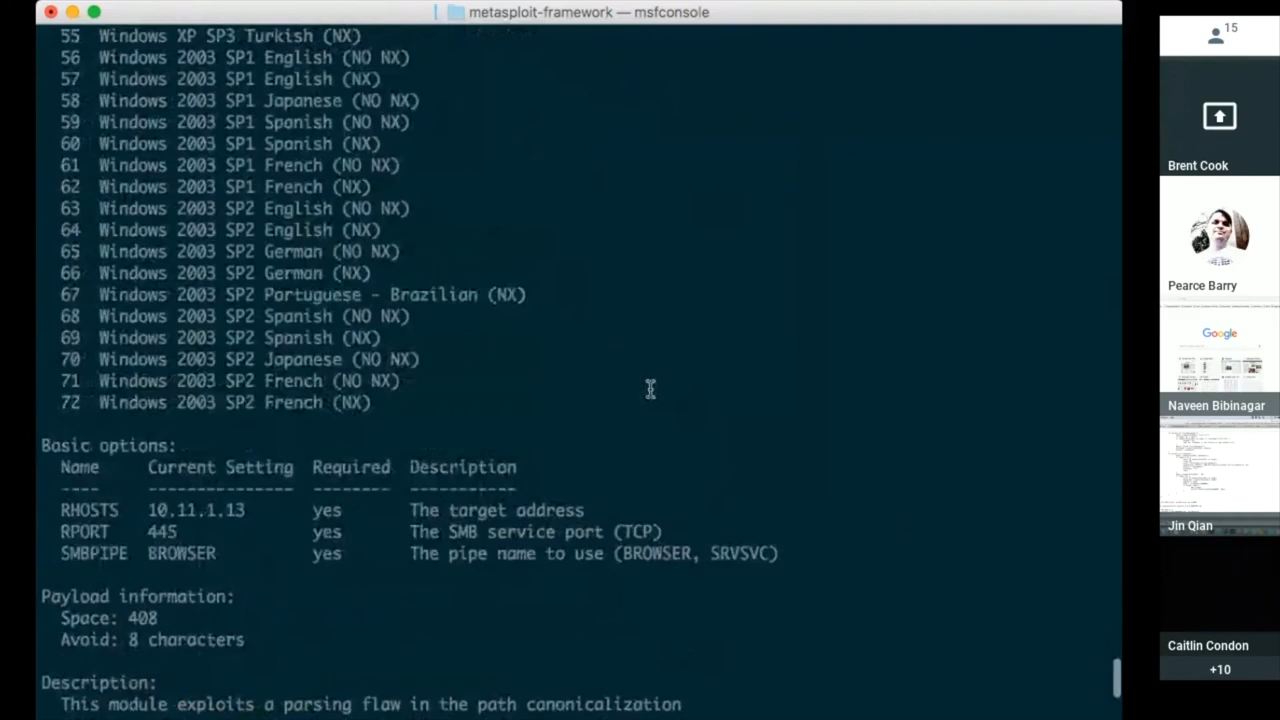 metasploit-framework — msfconsole
55 Windows XP SP3 Turkish (NX)
56 Windows 2003 SP1 English (NO NX)
57 Windows 2003 SP1 English (NX)
58 Windows 2003 SP1 Japanese (NO NX)
59 Windows 2003 SP1 Spanish (NO NX)
60 Windows 2003 SP1 Spanish (NX)
61 Windows 2003 SP1 French (NO NX)
62 Windows 2003 SP1 French (NX)
63 Windows 2003 SP2 English (NO NX)
64 Windows 2003 SP2 English (NX)
65 Windows 2003 SP2 German (NO NX)
66 Windows 2003 SP2 German (NX)
67 Windows 2003 SP2 Portuguese - Brazilian (NX)
68 Windows 2003 SP2 Spanish (NO NX)
69 Windows 2003 SP2 Spanish (NX)
70 Windows 2003 SP2 Japanese (NO NX)
71 Windows 2003 SP2 French (NO NX)
72 Windows 2003 SP2 French (NX)
Basic options:
Name Current Setting Required Description
---- --------------- -------- -----------
RHOSTS 10.11.1.13 yes The target address
RPORT 445 yes The SMB service port (TCP)
SMBPIPE BROWSER yes The pipe name to use (BROWSER, SRVSVC)
Payload information:
Space: 408
Avoid: 8 characters
Description:
This module exploits a parsing flaw in the path canonicalization
15
Brent Cook
Pearce Barry
Google
Naveen Bibinagar
Jin Qian
Caitlin Condon
+10